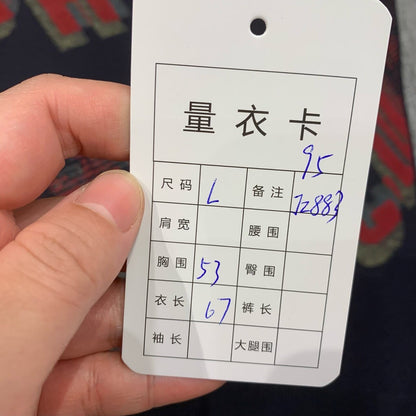 量衣卡
95
尺码 L 备注 72883
肩宽 腰围
胸围 53 臀围
衣长 67 裤长
袖长 大腿围